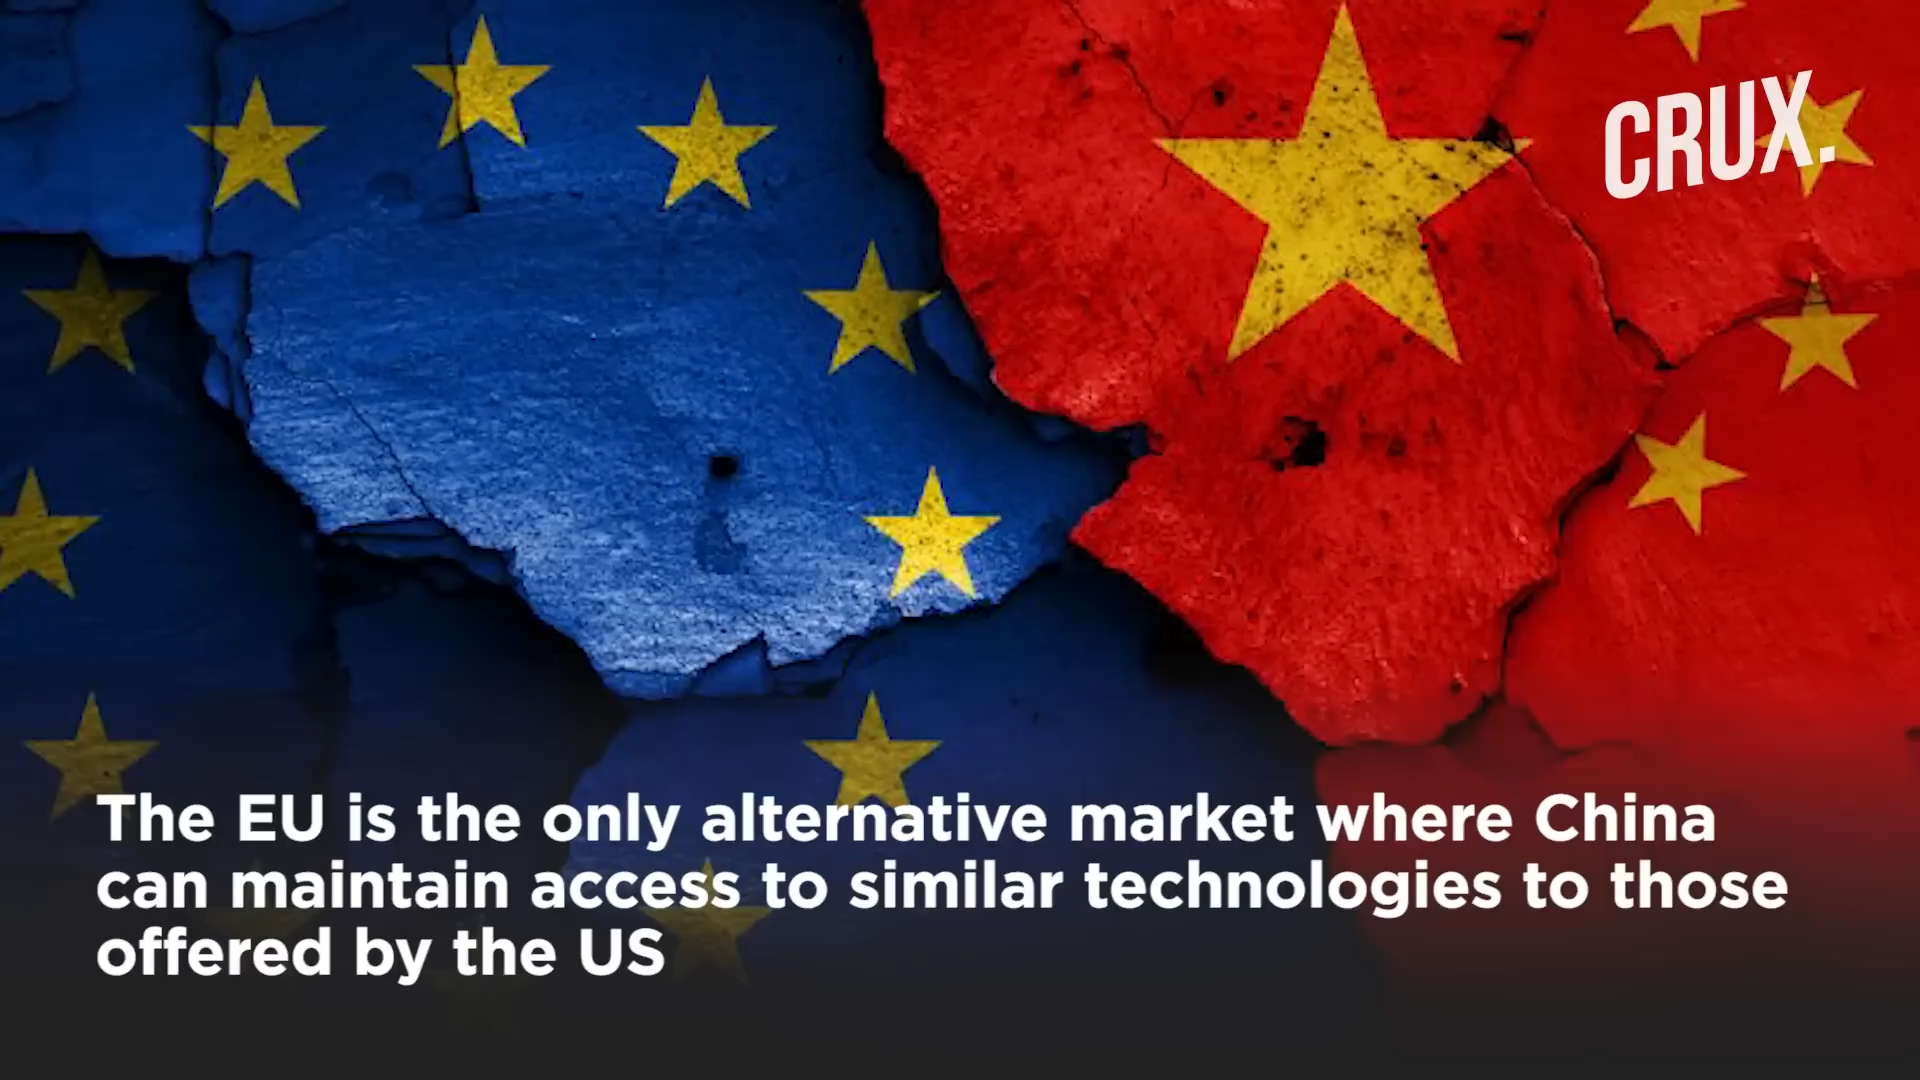 CRUX.
The EU is the only alternative market where China
can maintain access to similar technologies to those
offered by the US